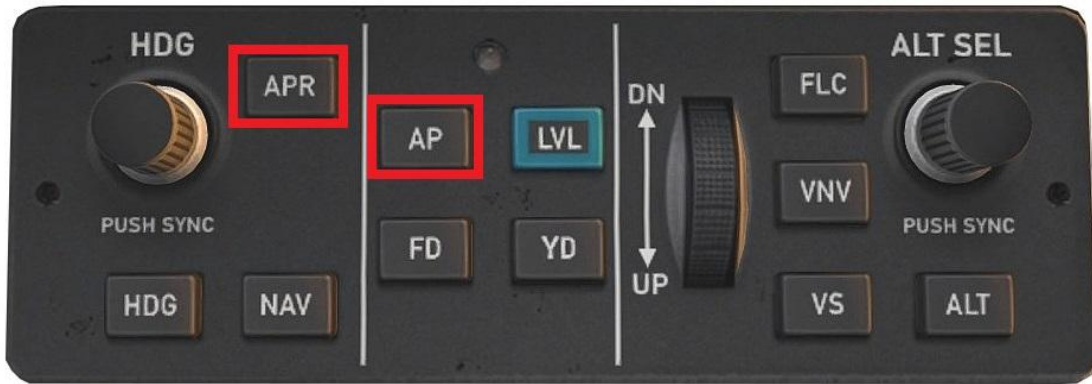 HDG
APR
PUSH SYNC
HDG
NAV
AP
LVL
FD
YD
DN
UP
FLC
VNV
VS
ALT SEL
PUSH SYNC
ALT